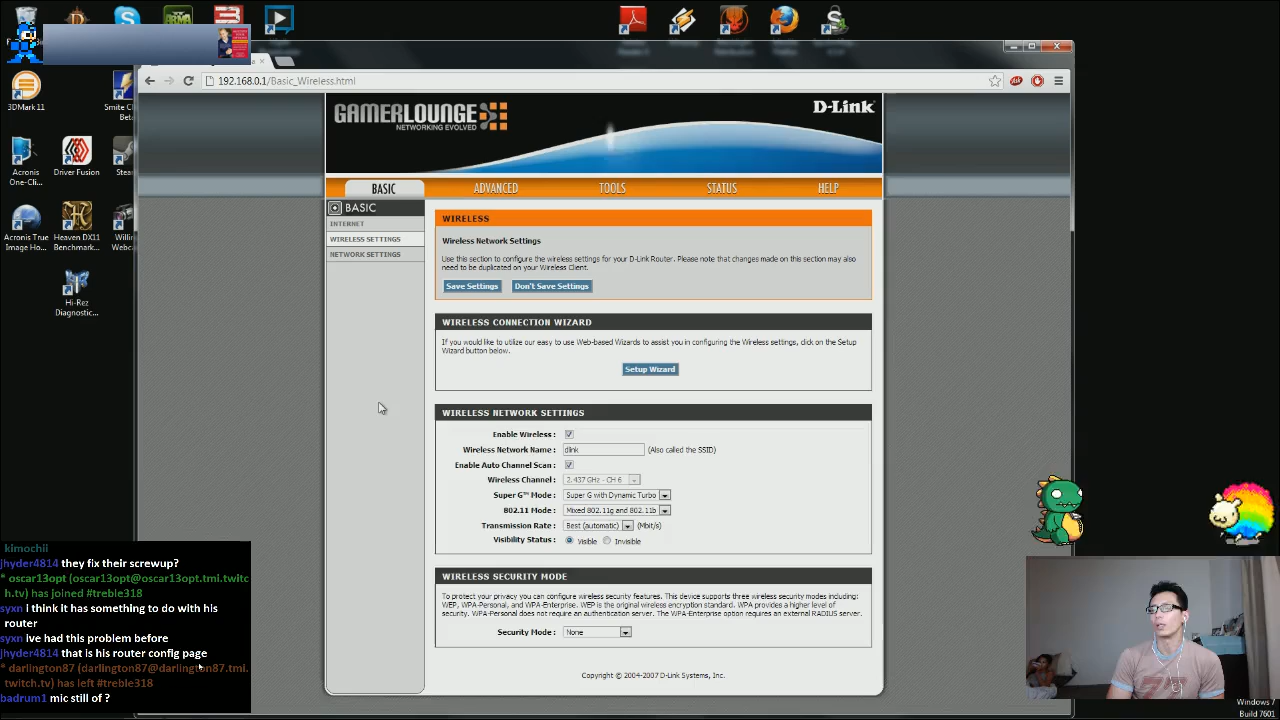 3DMark 11
Smite C...
Beta
Acronis
One-Cli...
Driver Fusion
Stea
Acronis True
Image Ho...
Heaven DX11
Benchmark...
Willin
Webca
Hi-Rez
Diagnostic...
192.168.0.1/Basic_Wireless.html
GAMERLOUNGE
NETWORKING EVOLVED
D-Link
BASIC
ADVANCED
TOOLS
STATUS
HELP
BASIC
INTERNET
WIRELESS SETTINGS
NETWORK SETTINGS
WIRELESS
Wireless Network Settings
Use this section to configure the wireless settings for your D-Link Router. Please note that changes made on this section may also
need to be duplicated on your Wireless Client.
Save Settings
Don't Save Settings
WIRELESS CONNECTION WIZARD
If you would like to utilize our easy to use Web-based Wizards to assist you in configuring the Wireless settings, click on the Setup
Wizard button below.
Setup Wizard
WIRELESS NETWORK SETTINGS
Enable Wireless :
Wireless Network Name : dlink (Also called the SSID)
Enable Auto Channel Scan :
Wireless Channel : 2.437 GHz - CH 6
Super G™ Mode : Super G with Dynamic Turbo
802.11 Mode : Mixed 802.11g and 802.11b
Transmission Rate : Best (automatic) (Mbit/s)
Visibility Status : Visible Invisible
WIRELESS SECURITY MODE
To protect your privacy you can configure wireless security features. This device supports three wireless security modes including:
WEP, WPA-Personal, and WPA-Enterprise. WEP is the original wireless encryption standard. WPA provides a higher level of
security. WPA-Personal does not require an authentication server. The WPA-Enterprise option requires an external RADIUS server.
Security Mode : None
Copyright © 2004-2007 D-Link Systems, Inc.
kimochii
jhyder4814 they fix their screwup?
* oscar13opt (oscar13opt@oscar13opt.tmi.twitc
h.tv) has joined #treble318
syxn i think it has something to do with his
router
syxn ive had this problem before
jhyder4814 that is his router config page
* darlington87 (darlington87@darlington87.tmi.
twitch.tv) has left #treble318
badrum1 mic still of ?
Windows 7
Build 7601